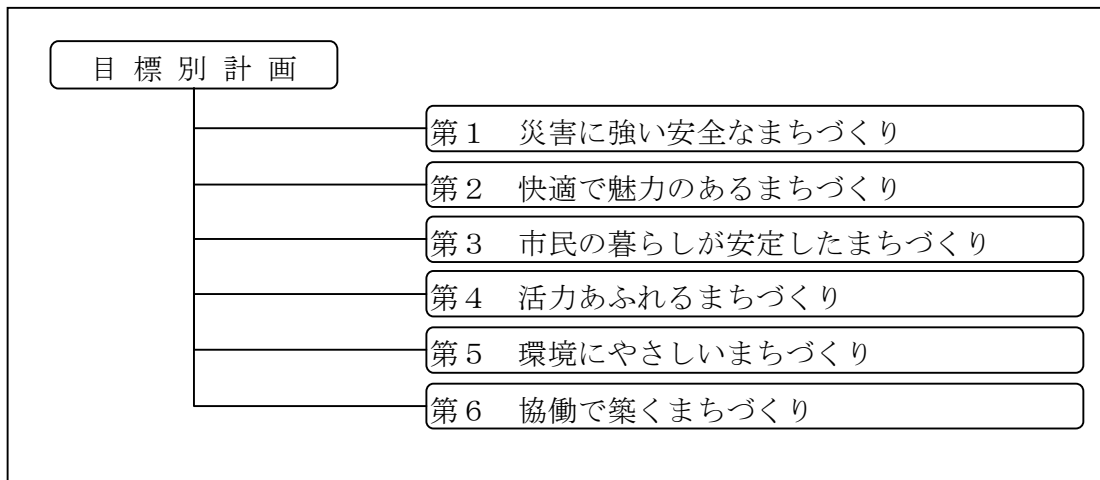 目標別計画
第１　災害に強い安全なまちづくり
第２　快適で魅力のあるまちづくり
第３　市民の暮らしが安定したまちづくり
第４　活力あふれるまちづくり
第５　環境にやさしいまちづくり
第６　協働で築くまちづくり